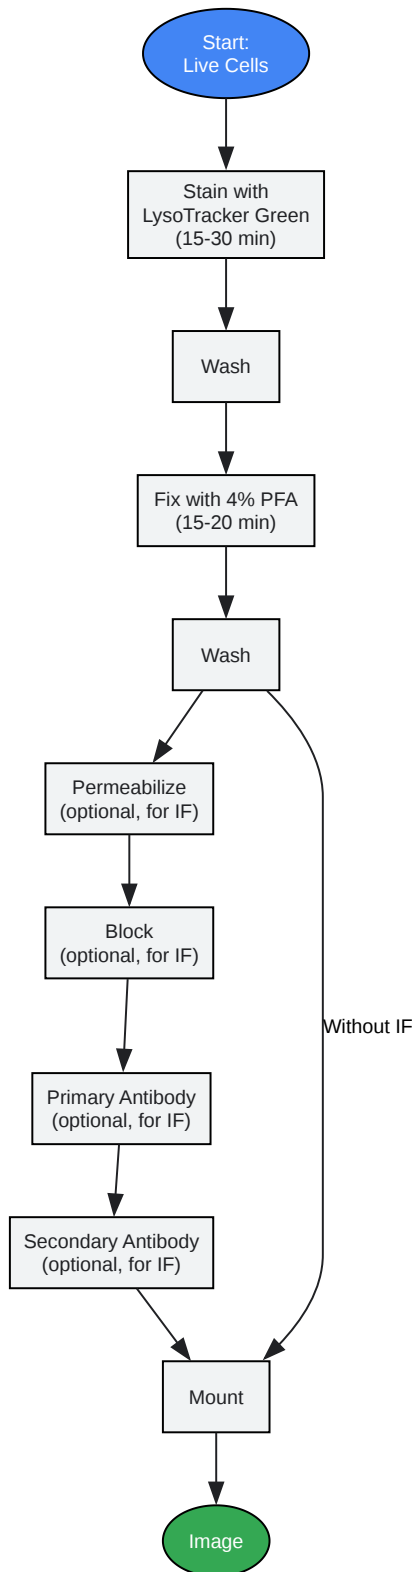 Start:
Live Cells
Stain with
LysoTracker Green
(15-30 min)
Wash
Fix with 4% PFA
(15-20 min)
Wash
Permeabilize
(optional, for IF)
Block
(optional, for IF)
Without IF
Primary Antibody
(optional, for IF)
Secondary Antibody
(optional, for IF)
Mount
Image